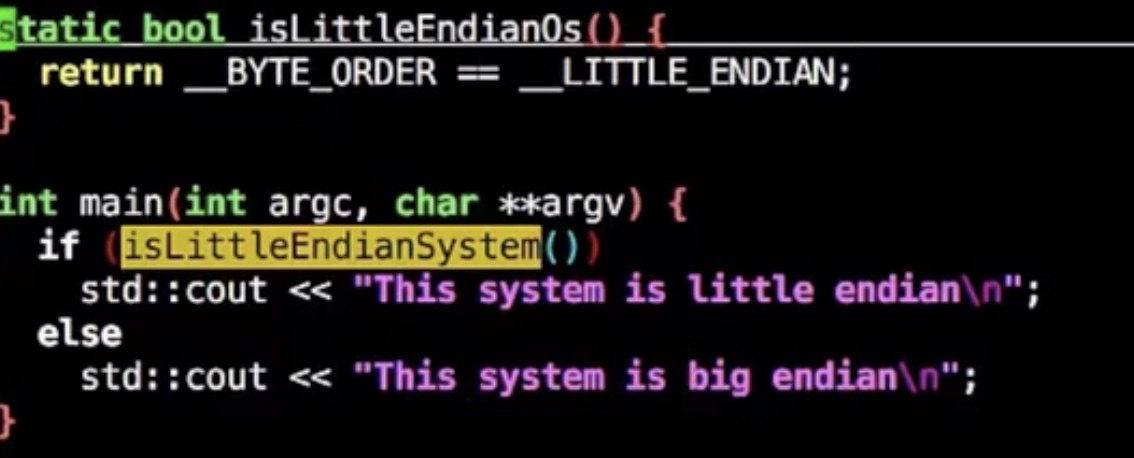 static bool isLittleEndianOs() {
  return __BYTE_ORDER == __LITTLE_ENDIAN;
}

int main(int argc, char **argv) {
  if (isLittleEndianSystem())
    std::cout << "This system is little endian\n";
  else
    std::cout << "This system is big endian\n";
}